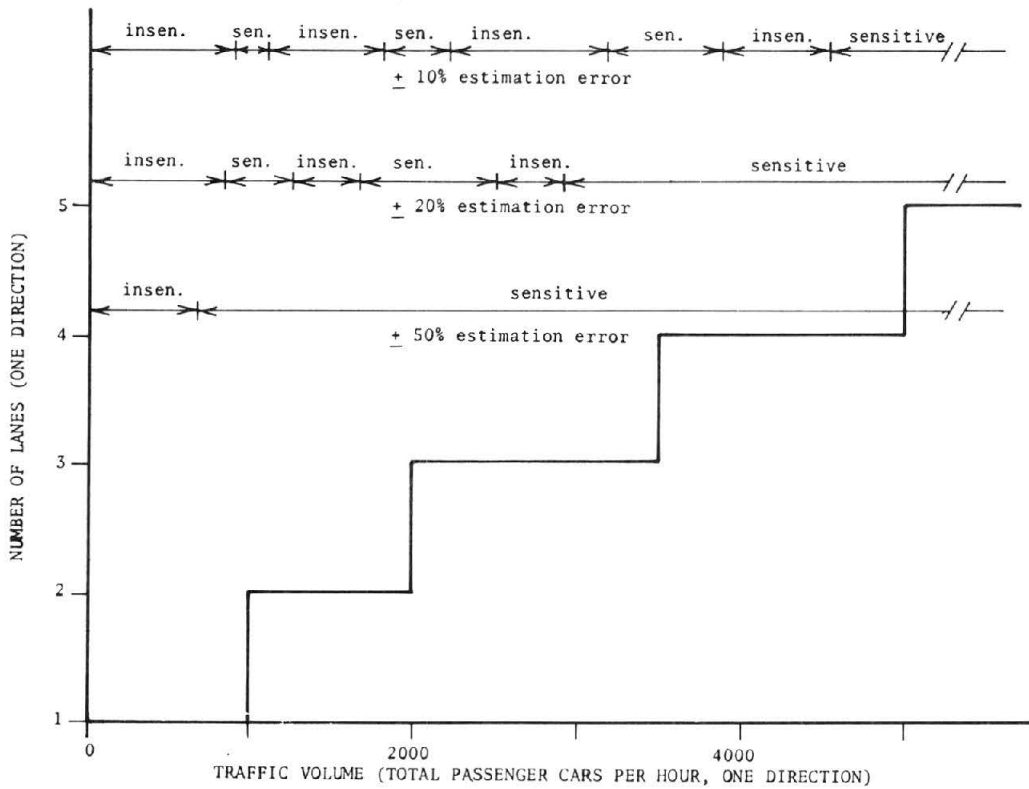 insen. sen. insen. sen. insen. sen. insen. sensitive
+ 10% estimation error
insen. sen. insen. sen. insen. sensitive
+ 20% estimation error
insen. sensitive
+ 50% estimation error
NUMBER OF LANES (ONE DIRECTION)
5
4
3
2
1
0 2000 4000
TRAFFIC VOLUME (TOTAL PASSENGER CARS PER HOUR, ONE DIRECTION)